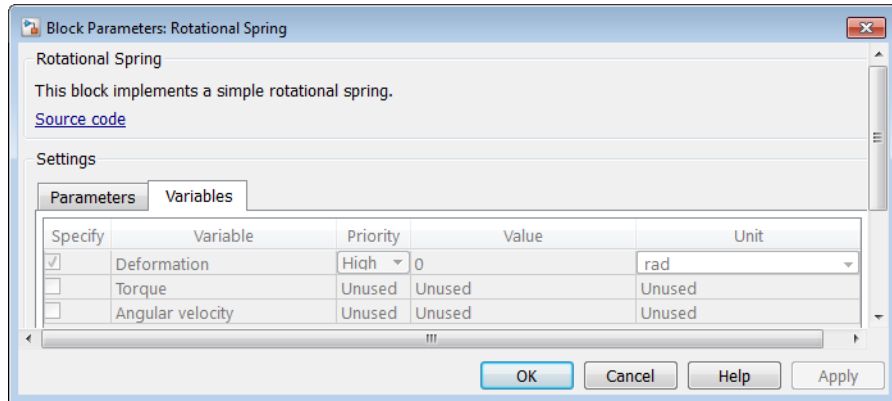 Block Parameters: Rotational Spring
Rotational Spring
This block implements a simple rotational spring.
Source code
Settings
Parameters Variables
Specify Variable Priority Value Unit
Deformation High 0 rad
Torque Unused Unused Unused
Angular velocity Unused Unused Unused
OK Cancel Help Apply